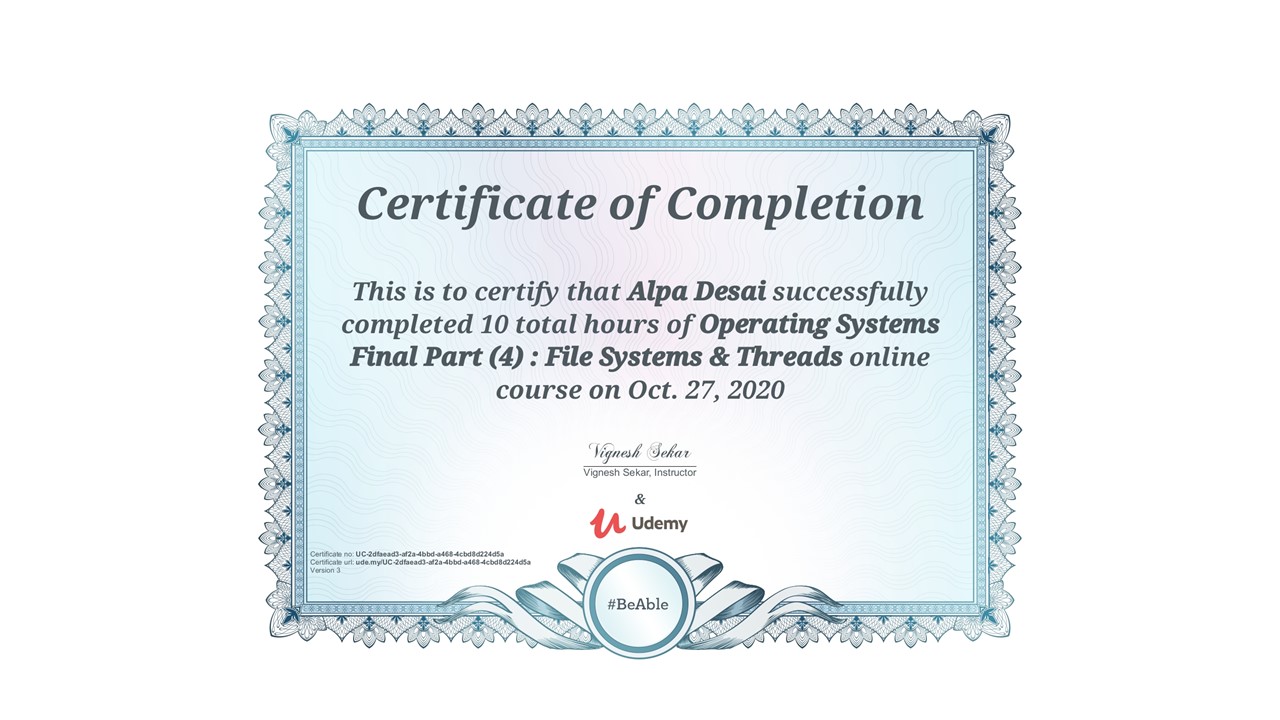 Certificate of Completion
This is to certify that Alpa Desai successfully
completed 10 total hours of Operating Systems
Final Part (4) : File Systems & Threads online
course on Oct. 27, 2020
Vignesh Sekar
Vignesh Sekar, Instructor
&
Udemy
Certificate no: UC-2dfaead3-af2a-4bbd-a468-4cbd8d224d5a
Certificate url: ude.my/UC-2dfaead3-af2a-4bbd-a468-4cbd8d224d5a
Version 3
#BeAble